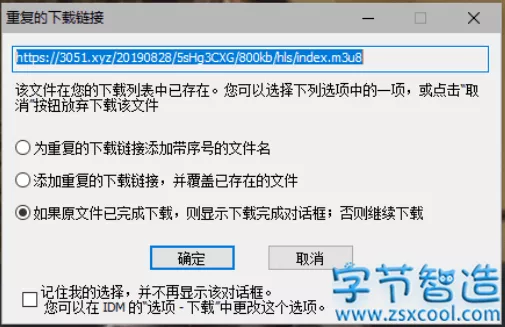 重复的下载链接
https://3051.xyz/20190828/5sHg3CXG/800kb/hls/index.m3u8
该文件在您的下载列表中已存在。您可以选择下列选项中的一项，或点击"取
消"按钮放弃下载该文件
为重复的下载链接添加带序号的文件名
添加重复的下载链接，并覆盖已存在的文件
如果原文件已完成下载，则显示下载完成对话框；否则继续下载
确定
取消
记住我的选择，并不再显示该对话框。
您可以在 IDM 的"选项 - 下载"中更改这个选项。
字节智造
www.zsxcool.com